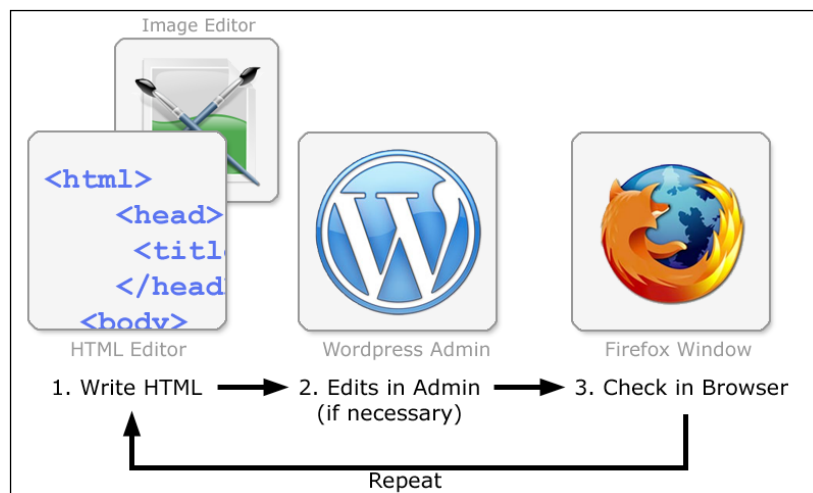 Image Editor
<html>
<head>
<titl
</head
<body>
HTML Editor
Wordpress Admin
Firefox Window
1. Write HTML
2. Edits in Admin
(if necessary)
3. Check in Browser
Repeat